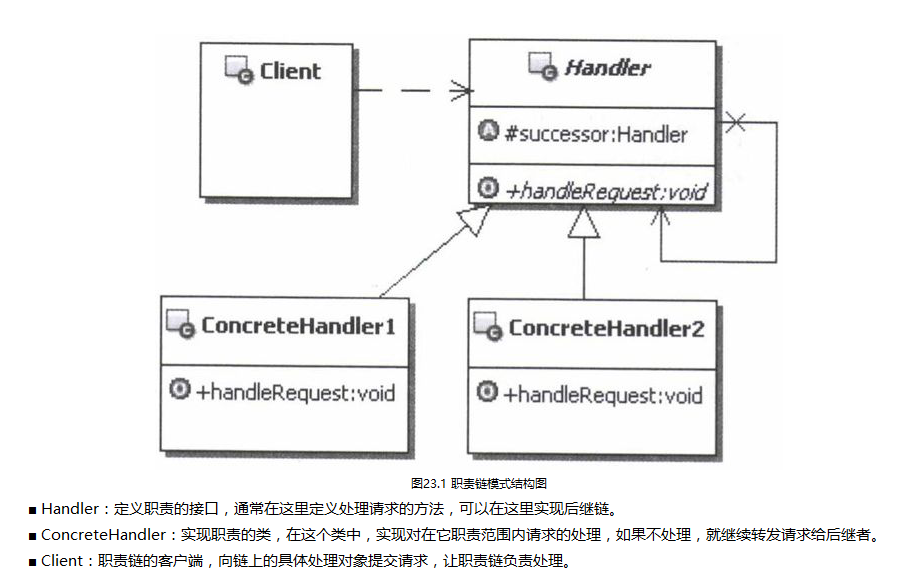 Client
Handler
#successor:Handler
+handleRequest:void
ConcreteHandler1
+handleRequest:void
ConcreteHandler2
+handleRequest:void
图23.1 职责链模式结构图
■ Handler：定义职责的接口，通常在这里定义处理请求的方法，可以在这里实现后继链。
■ ConcreteHandler：实现职责的类，在这个类中，实现对在它职责范围内请求的处理，如果不处理，就继续转发请求给后继者。
■ Client：职责链的客户端，向链上的具体处理对象提交请求，让职责链负责处理。